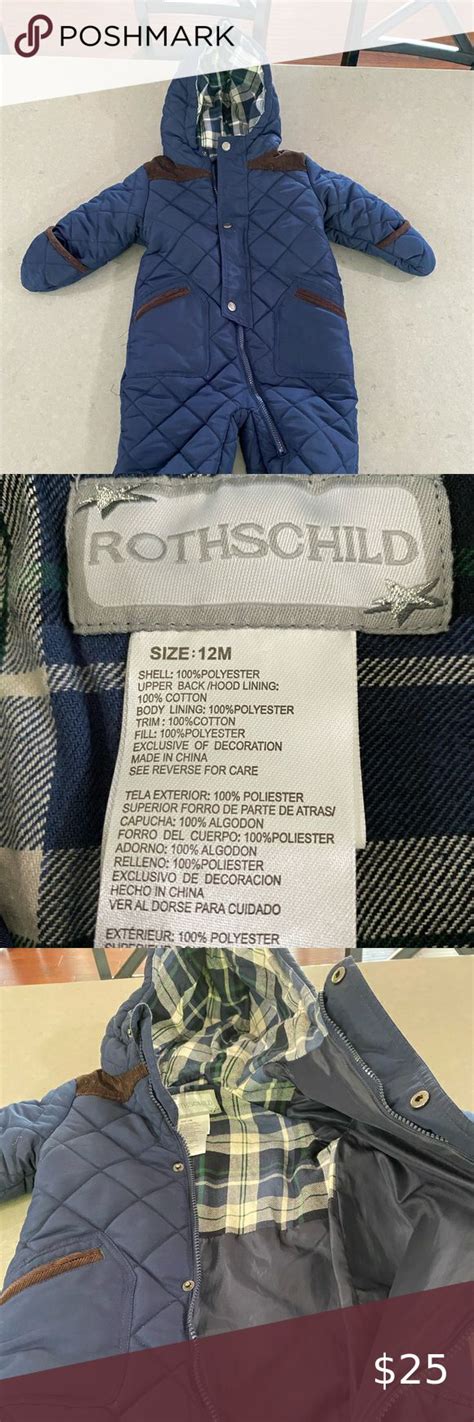 POSHMARK
ROTHSCHILD
SIZE: 12M
SHELL: 100%POLYESTER
UPPER BACK /HOOD LINING:
100% COTTON
BODY LINING: 100%POLYESTER
TRIM : 100%COTTON
FILL: 100%POLYESTER
EXCLUSIVE OF DECORATION
MADE IN CHINA
SEE REVERSE FOR CARE
TELA EXTERIOR: 100% POLIESTER
SUPERIOR FORRO DE PARTE DE ATRAS/
CAPUCHA: 100% ALGODON
FORRO DEL CUERPO: 100%POLIESTER
ADORNO: 100% ALGODON
RELLENO: 100%POLIESTER
EXCLUSIVO DE DECORACION
HECHO IN CHINA
VER AL DORSE PARA CUIDADO
EXTÉRIEUR: 100% POLYESTER
$25